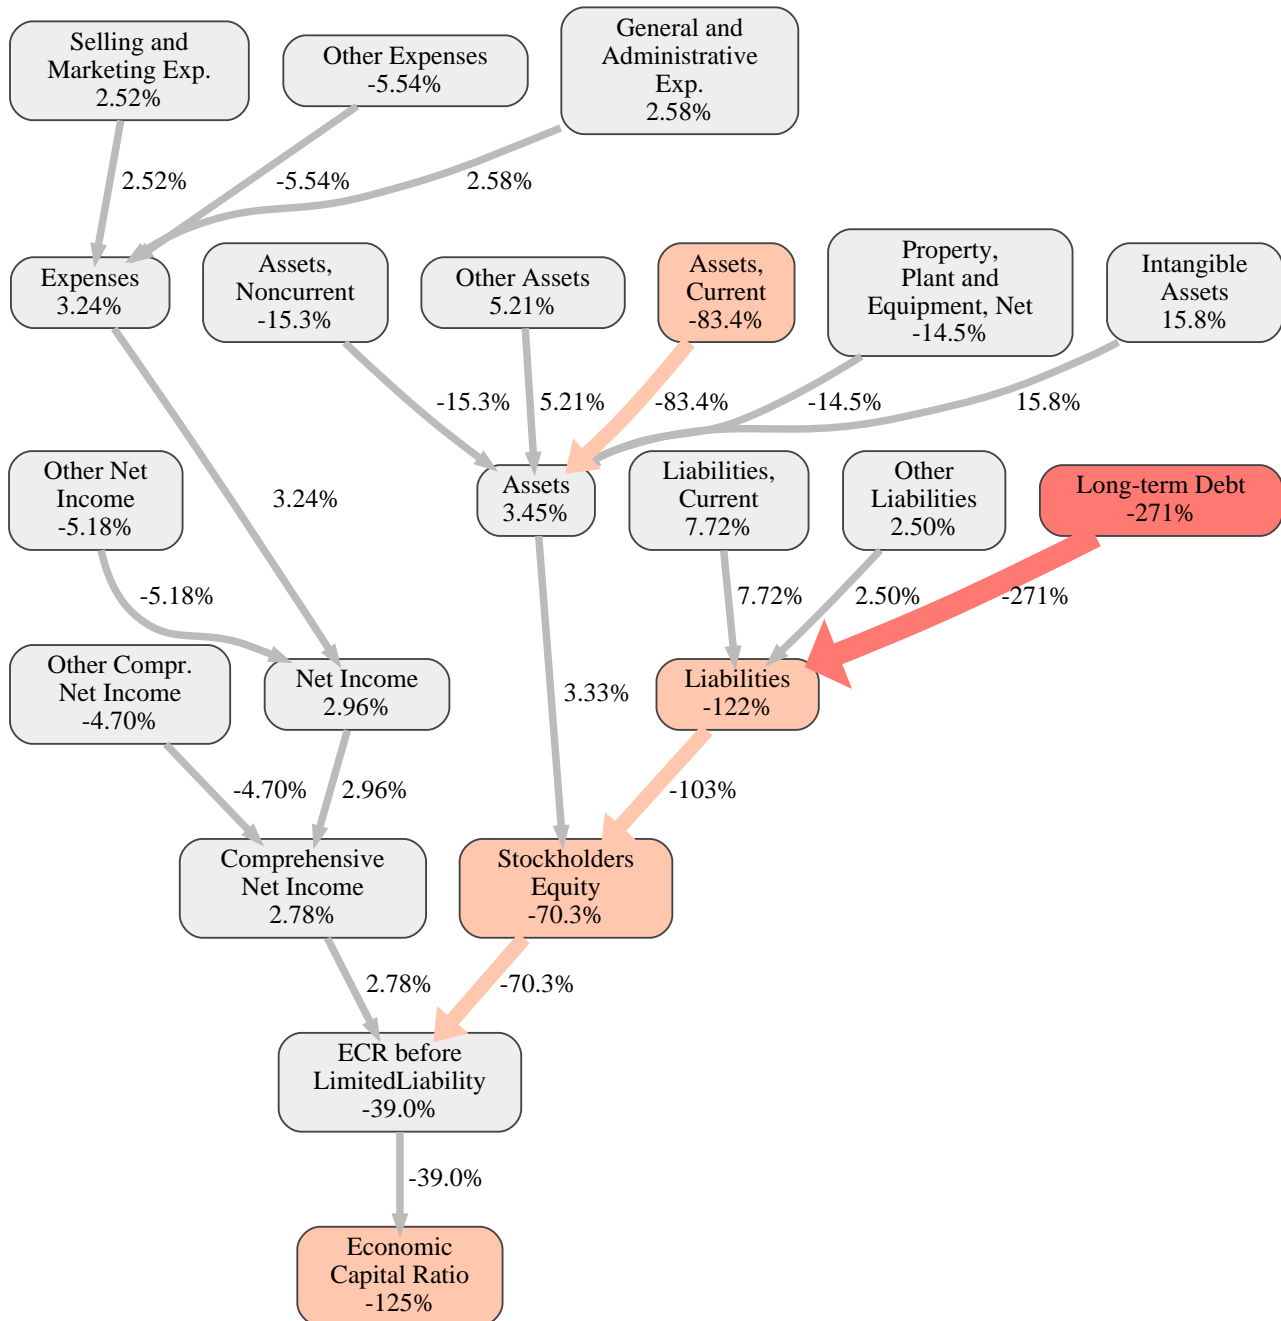 Selling and
Marketing Exp.
2.52%
Other Expenses
-5.54%
General and
Administrative
Exp.
2.58%
2.52%
-5.54%
2.58%
Expenses
3.24%
Assets,
Noncurrent
-15.3%
Other Assets
5.21%
Assets,
Current
-83.4%
Property,
Plant and
Equipment, Net
-14.5%
Intangible
Assets
15.8%
-15.3%
5.21%
-83.4%
-14.5%
15.8%
Other Net
Income
-5.18%
3.24%
Assets
3.45%
Liabilities,
Current
7.72%
Other
Liabilities
2.50%
Long-term Debt
-271%
-5.18%
7.72%
2.50%
-271%
Other Compr.
Net Income
-4.70%
Net Income
2.96%
3.33%
Liabilities
-122%
-4.70%
2.96%
-103%
Comprehensive
Net Income
2.78%
Stockholders
Equity
-70.3%
2.78%
-70.3%
ECR before
LimitedLiability
-39.0%
-39.0%
Economic
Capital Ratio
-125%